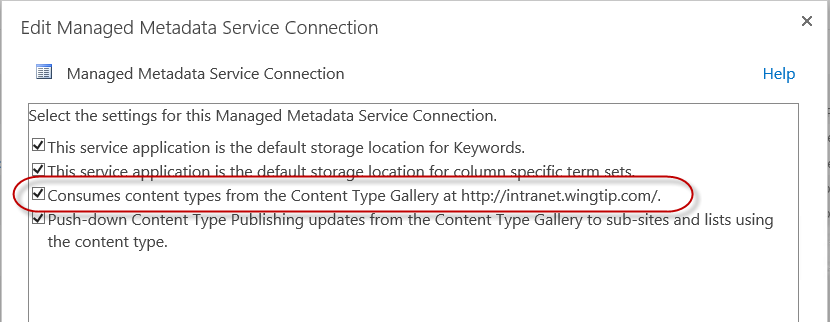 Edit Managed Metadata Service Connection
Managed Metadata Service Connection
Help
Select the settings for this Managed Metadata Service Connection.
This service application is the default storage location for Keywords.
This service application is the default storage location for column specific term sets.
Consumes content types from the Content Type Gallery at http://intranet.wingtip.com/.
Push-down Content Type Publishing updates from the Content Type Gallery to sub-sites and lists using
the content type.